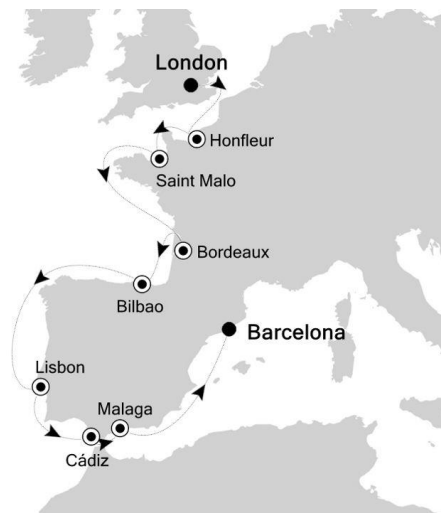 London
Honfleur
Saint Malo
Bordeaux
Bilbao
Barcelona
Lisbon
Malaga
Cádiz